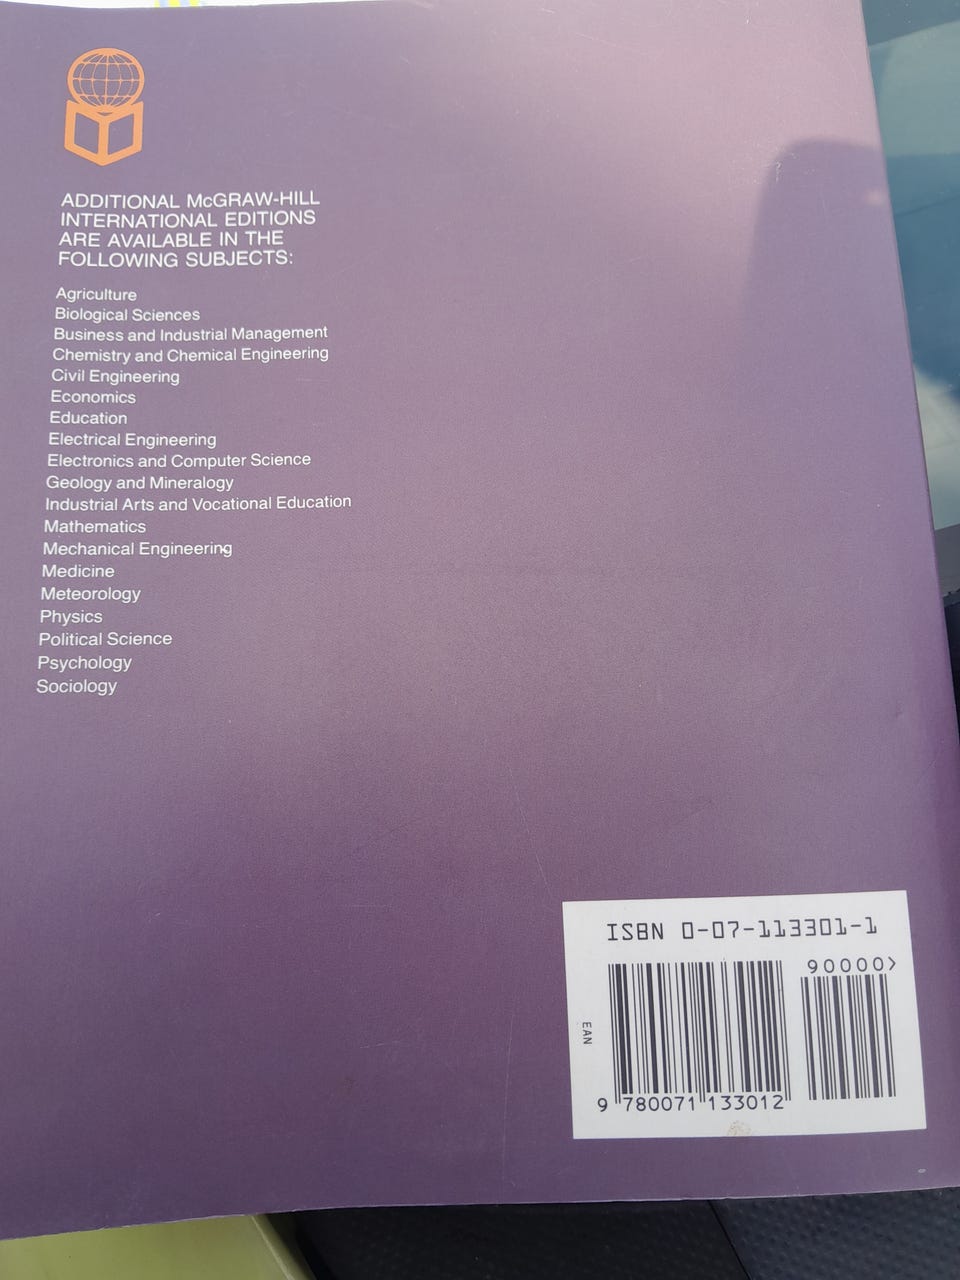 ADDITIONAL McGRAW-HILL
INTERNATIONAL EDITIONS
ARE AVAILABLE IN THE
FOLLOWING SUBJECTS:
Agriculture
Biological Sciences
Business and Industrial Management
Chemistry and Chemical Engineering
Civil Engineering
Economics
Education
Electrical Engineering
Electronics and Computer Science
Geology and Mineralogy
Industrial Arts and Vocational Education
Mathematics
Mechanical Engineering
Medicine
Meteorology
Physics
Political Science
Psychology
Sociology
ISBN 0-07-113301-1
90000>
EAN
9 780071 133012